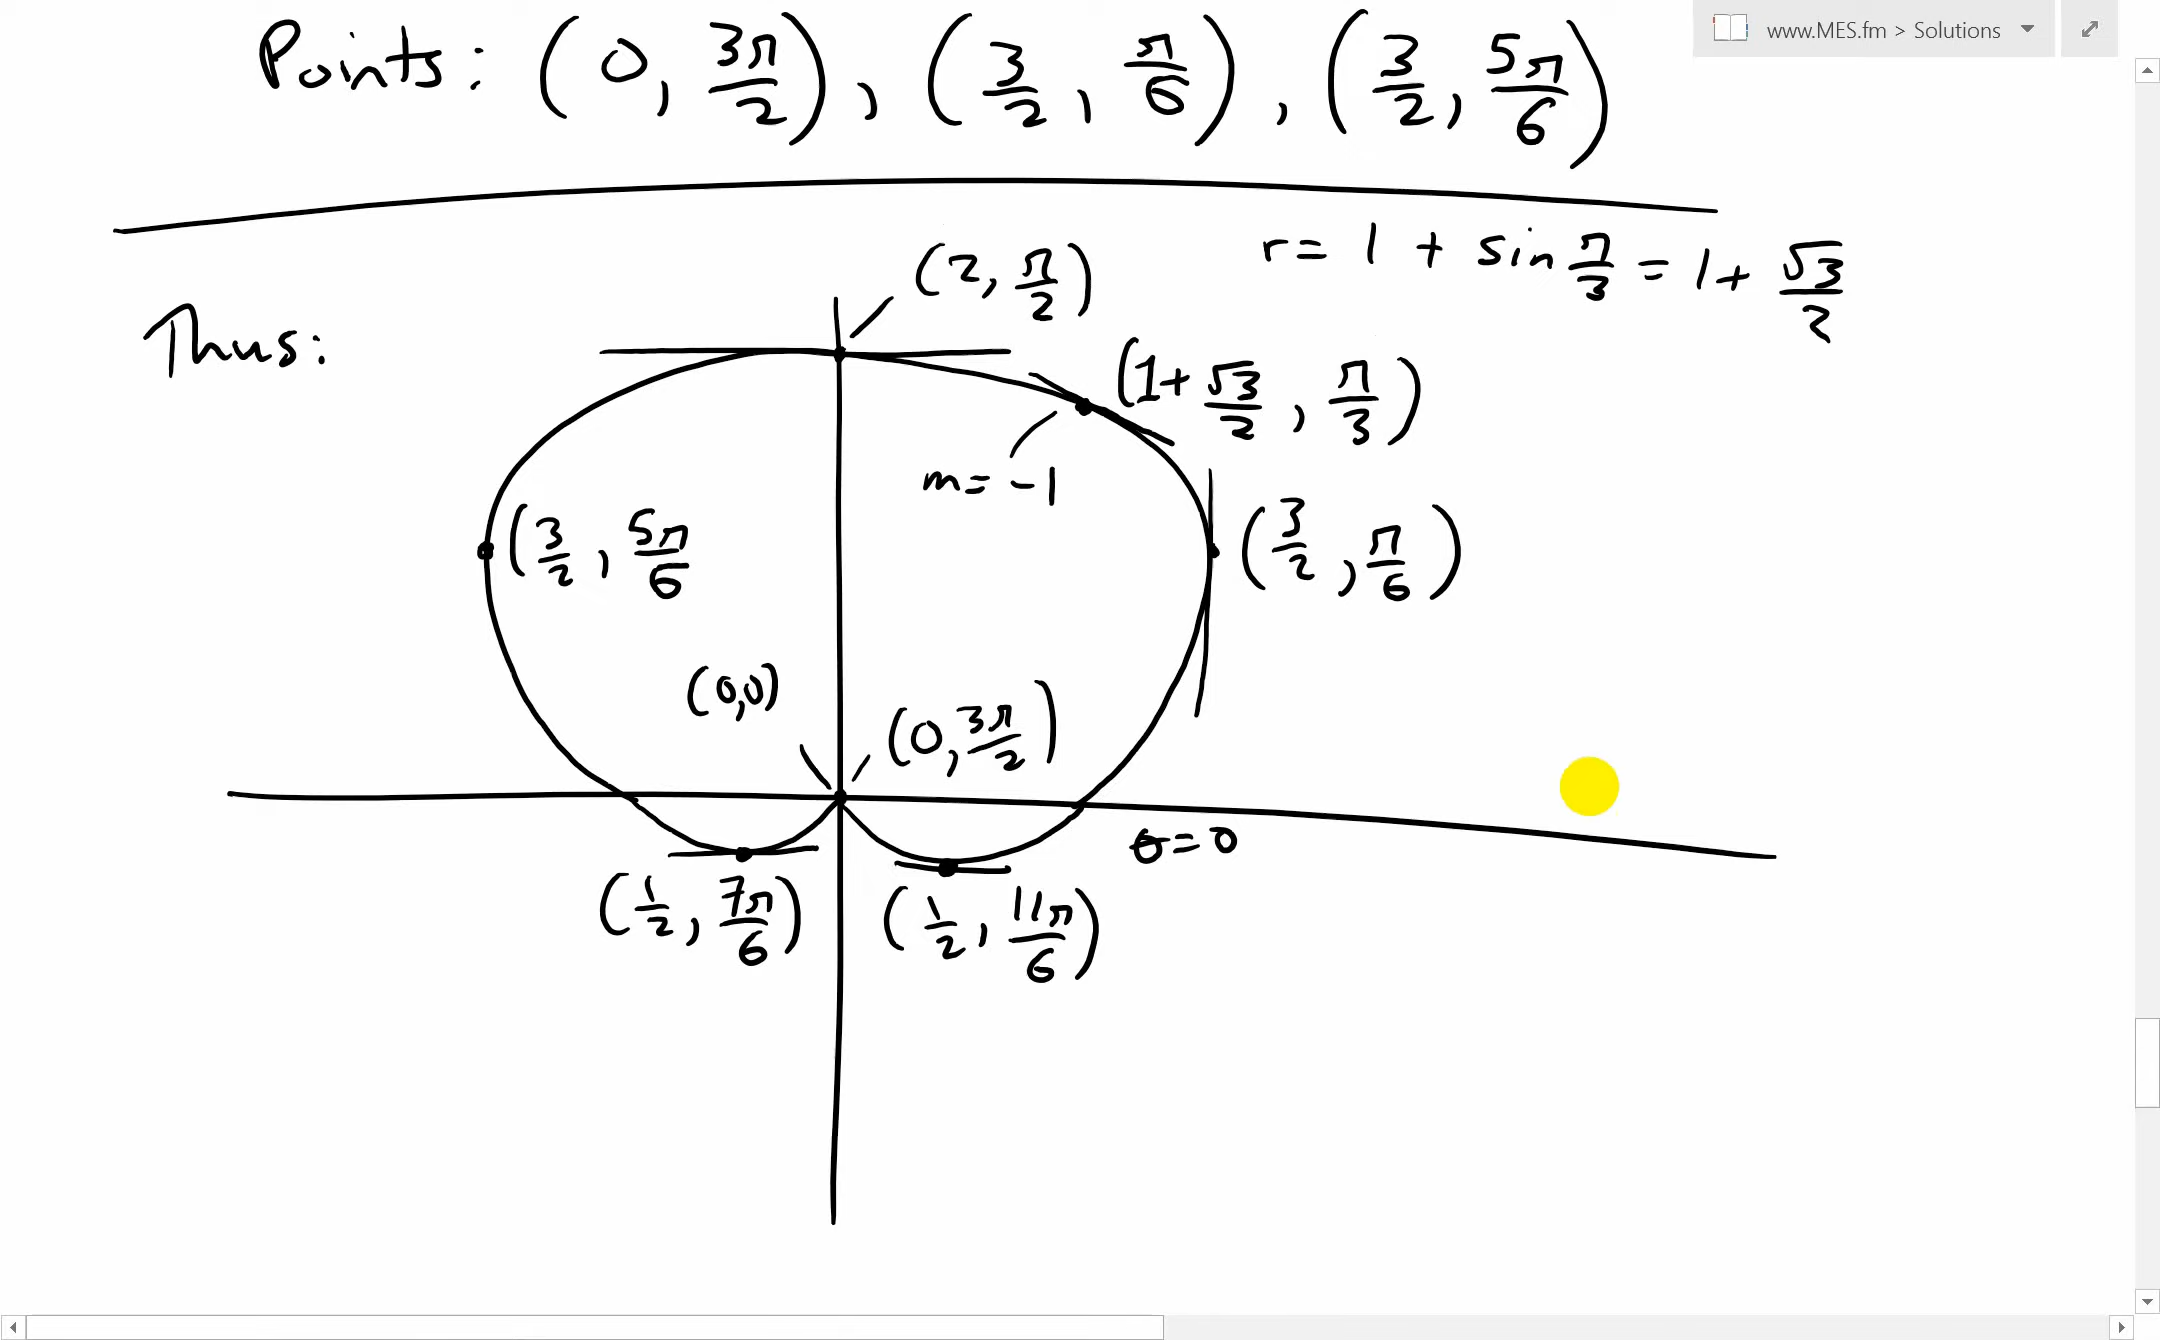 www.MES.fm > Solutions
Points: (0, 3π/2), (3/2, π/6), (3/2, 5π/6)
r = 1 + sin π/3 = 1 + √3/2
(2, π/2)
Thus:
(1 + √3/2, π/3)
m = -1
(3/2, 5π/6
(3/2, π/6)
(0,0)
(0, 3π/2)
θ = 0
(1/2, 7π/6)
(1/2, 11π/6)